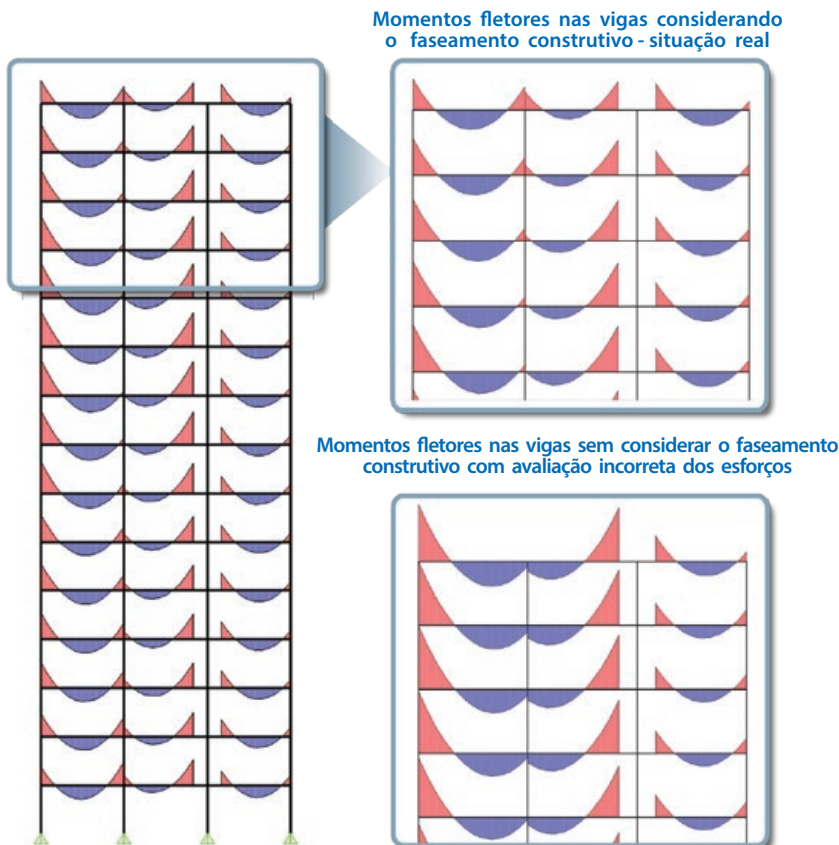 Momentos fletores nas vigas considerando
o faseamento construtivo - situação real
Momentos fletores nas vigas sem considerar o faseamento
construtivo com avaliação incorreta dos esforços